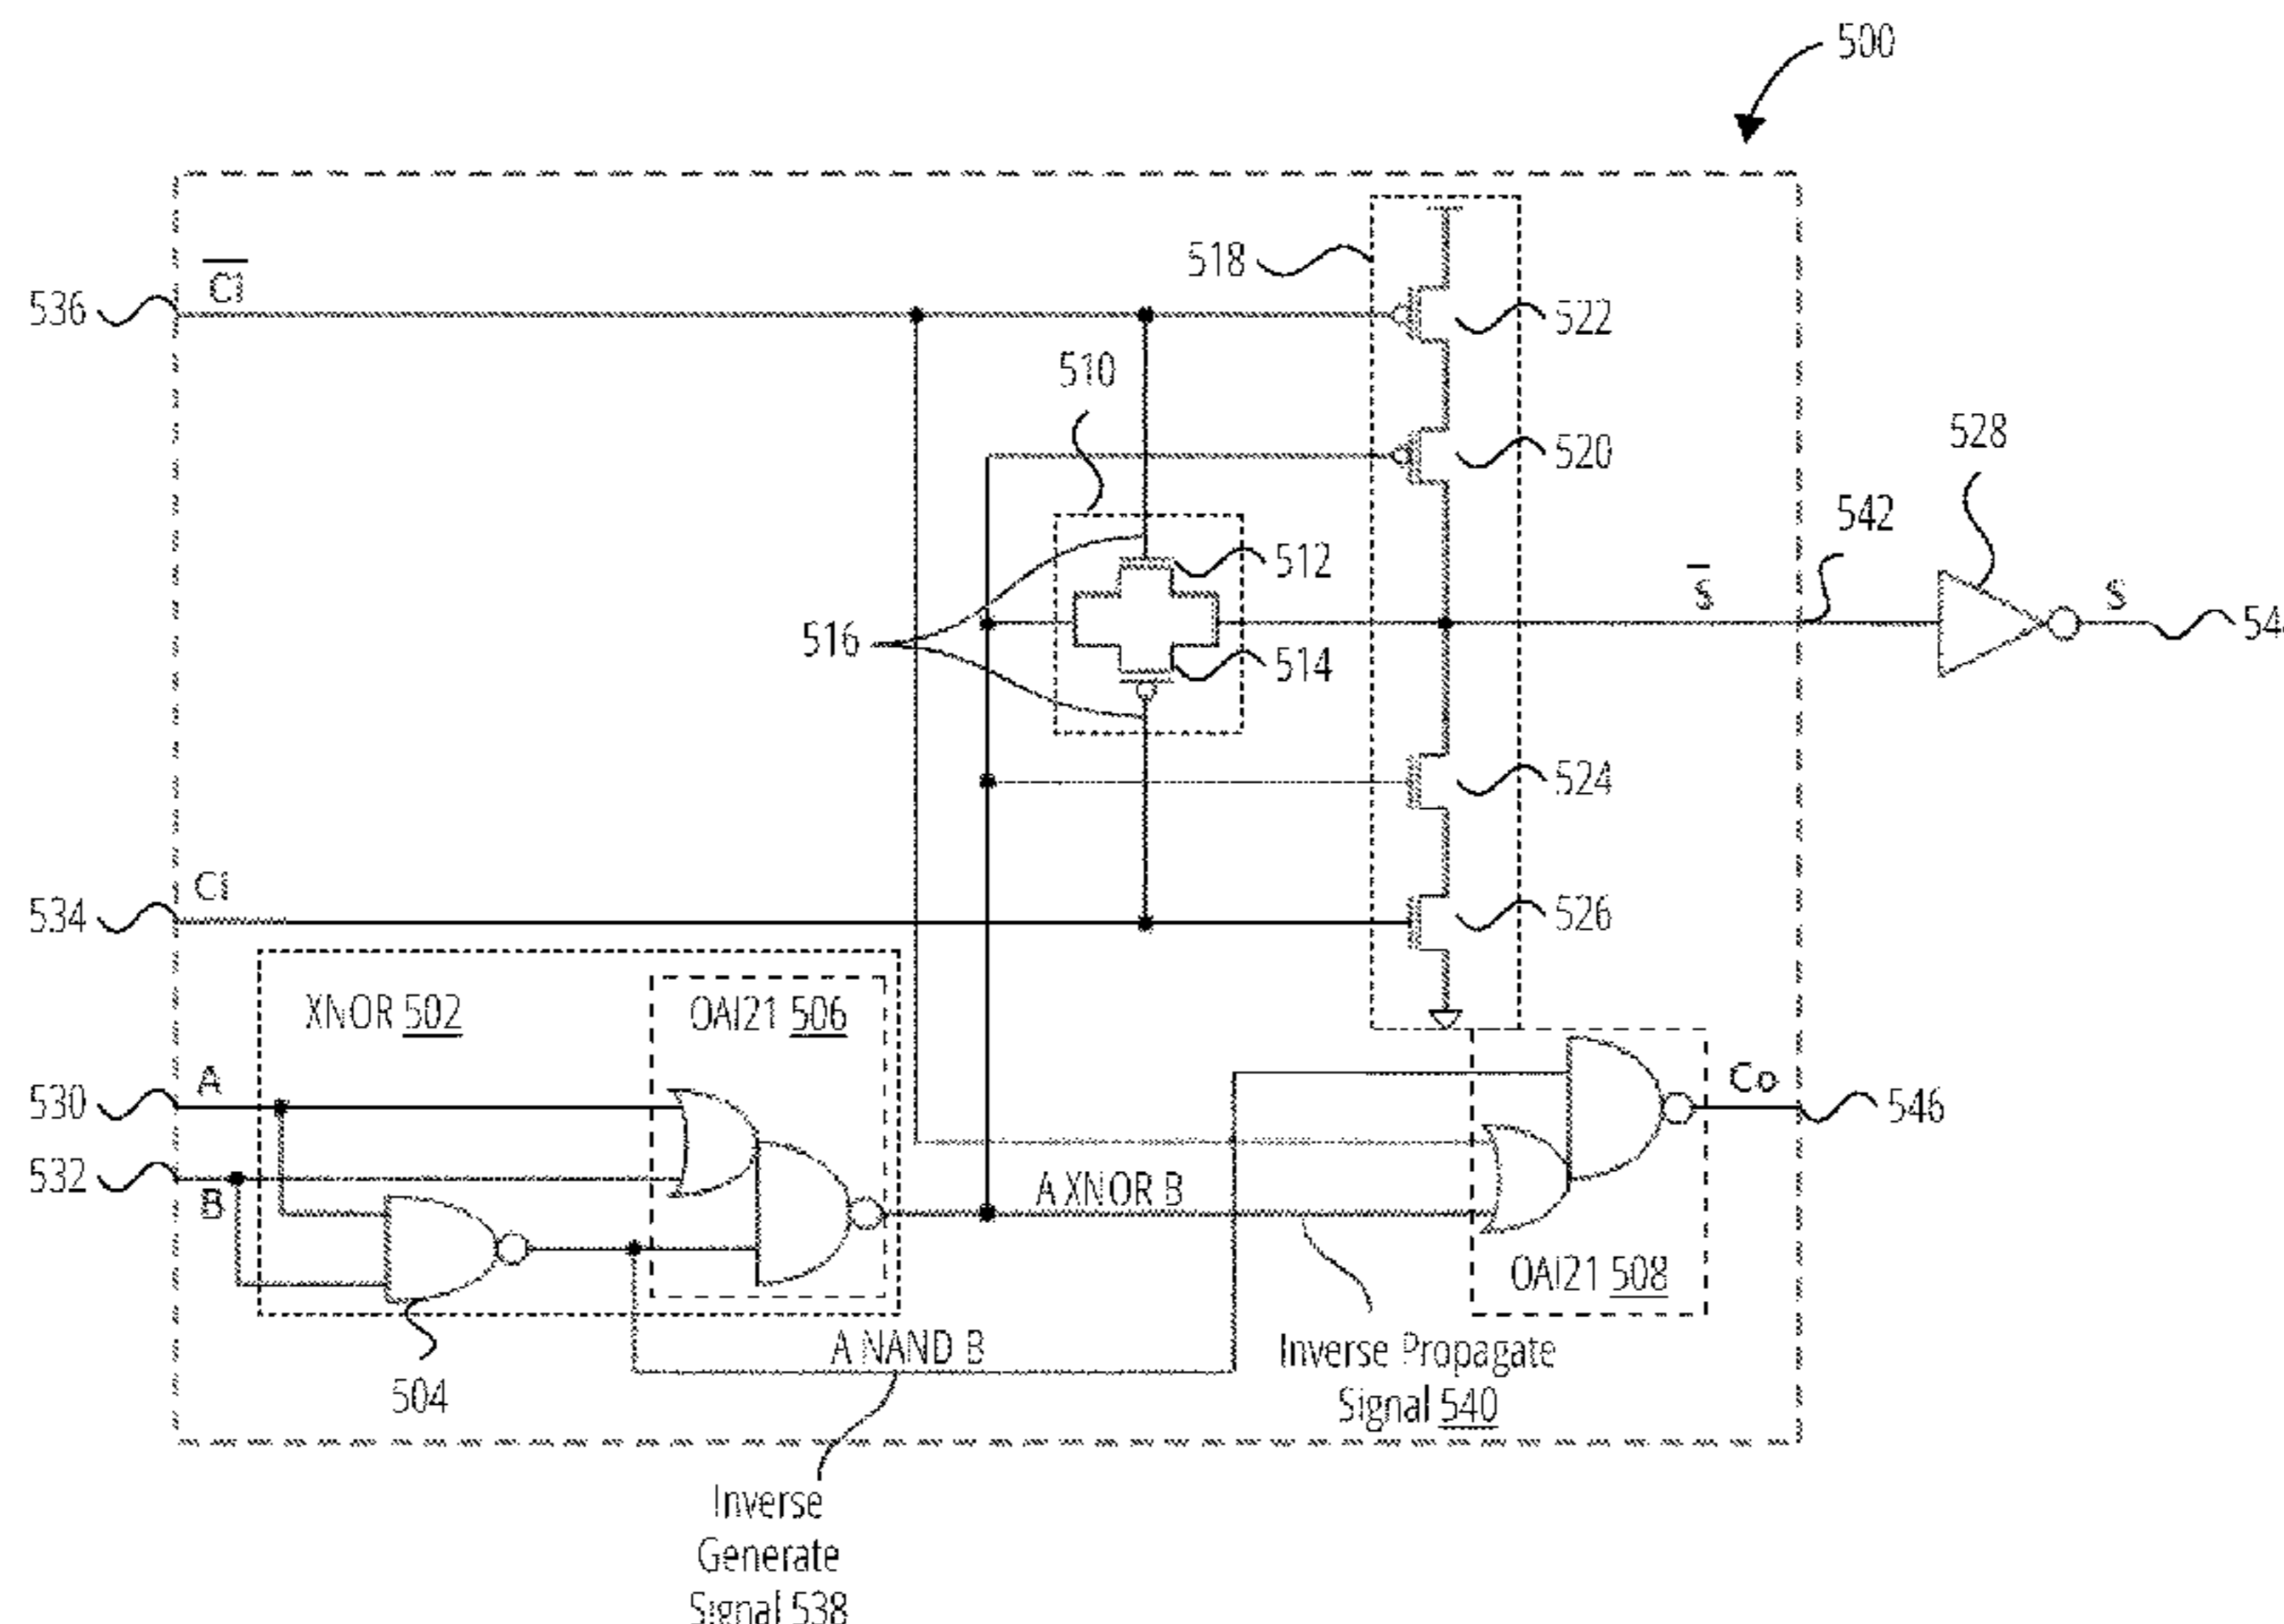 500
518
C̅i̅
536
522
510
520
528
542
512
S̅
S
516
514
524
Ci
534
526
XNOR 502
OAI21 506
A
530
Co
546
532
B
A XNOR B
OAI21 508
A NAND B
Inverse Propagate
Signal 540
504
Inverse
Generate
Signal 538